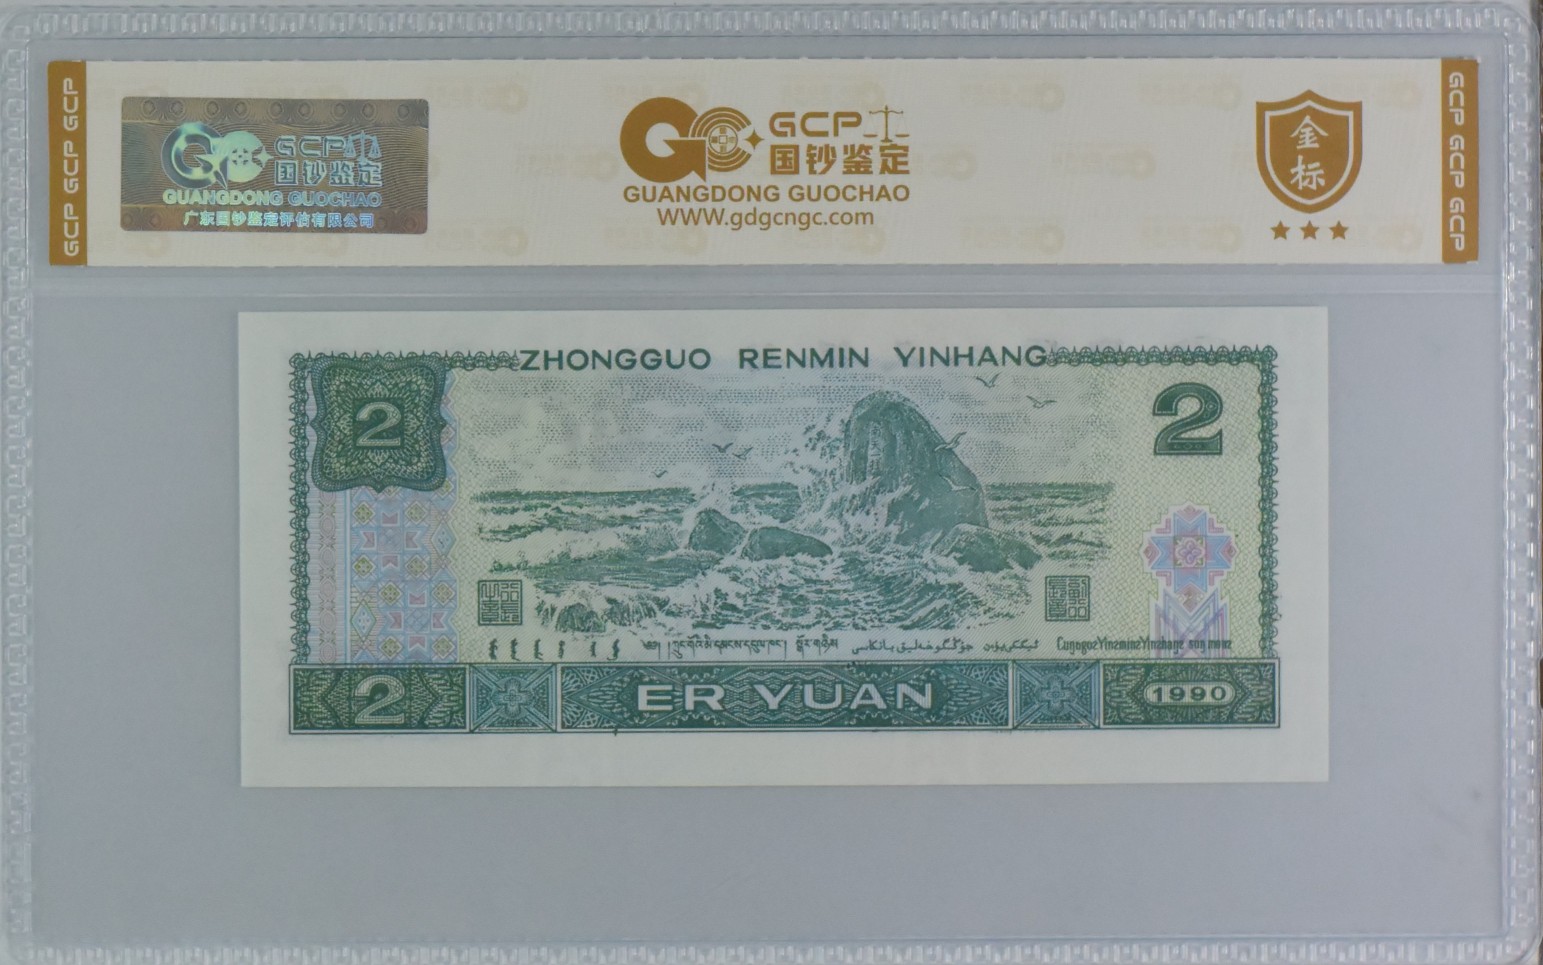 GCP GCP GCP
GCP
国钞鉴定
GUANGDONG GUOCHAO
广东国钞鉴定评估有限公司
GCP
国钞鉴定
GUANGDONG GUOCHAO
WWW.gdgcngc.com
金
标
GCP GCP GCP
ZHONGGUO RENMIN YINHANG
2
2
2
ER YUAN
1990